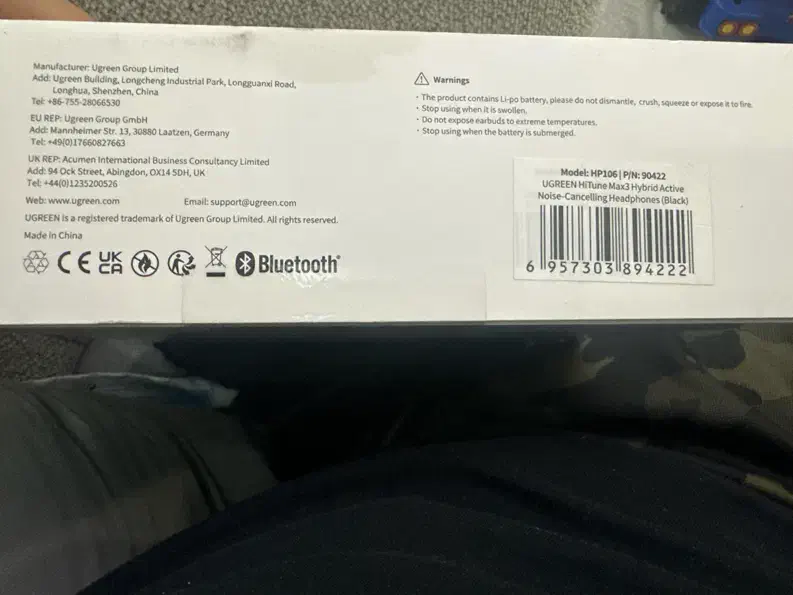 Manufacturer: Ugreen Group Limited
Add: Ugreen Building, Longcheng Industrial Park, Longguanxi Road,
Longhua, Shenzhen, China
Tel: +86-755-28066530
EU REP: Ugreen Group GmbH
Add: Mannheimer Str. 13, 30880 Laatzen, Germany
Tel: +49(0)17660827663
UK REP: Acumen International Business Consultancy Limited
Add: 94 Ock Street, Abingdon, OX14 5DH, UK
Tel: +44(0)1235200526
Web: www.ugreen.com Email: support@ugreen.com
UGREEN is a registered trademark of Ugreen Group Limited. All rights reserved.
Made in China
CE UK CA Bluetooth®
Warnings
· The product contains Li-po battery, please do not dismantle, crush, squeeze or expose it to fire.
· Stop using when it is swollen.
· Do not expose earbuds to extreme temperatures.
· Stop using when the battery is submerged.
Model: HP106 | P/N: 90422
UGREEN HiTune Max3 Hybrid Active
Noise-Cancelling Headphones (Black)
6 957303 894222